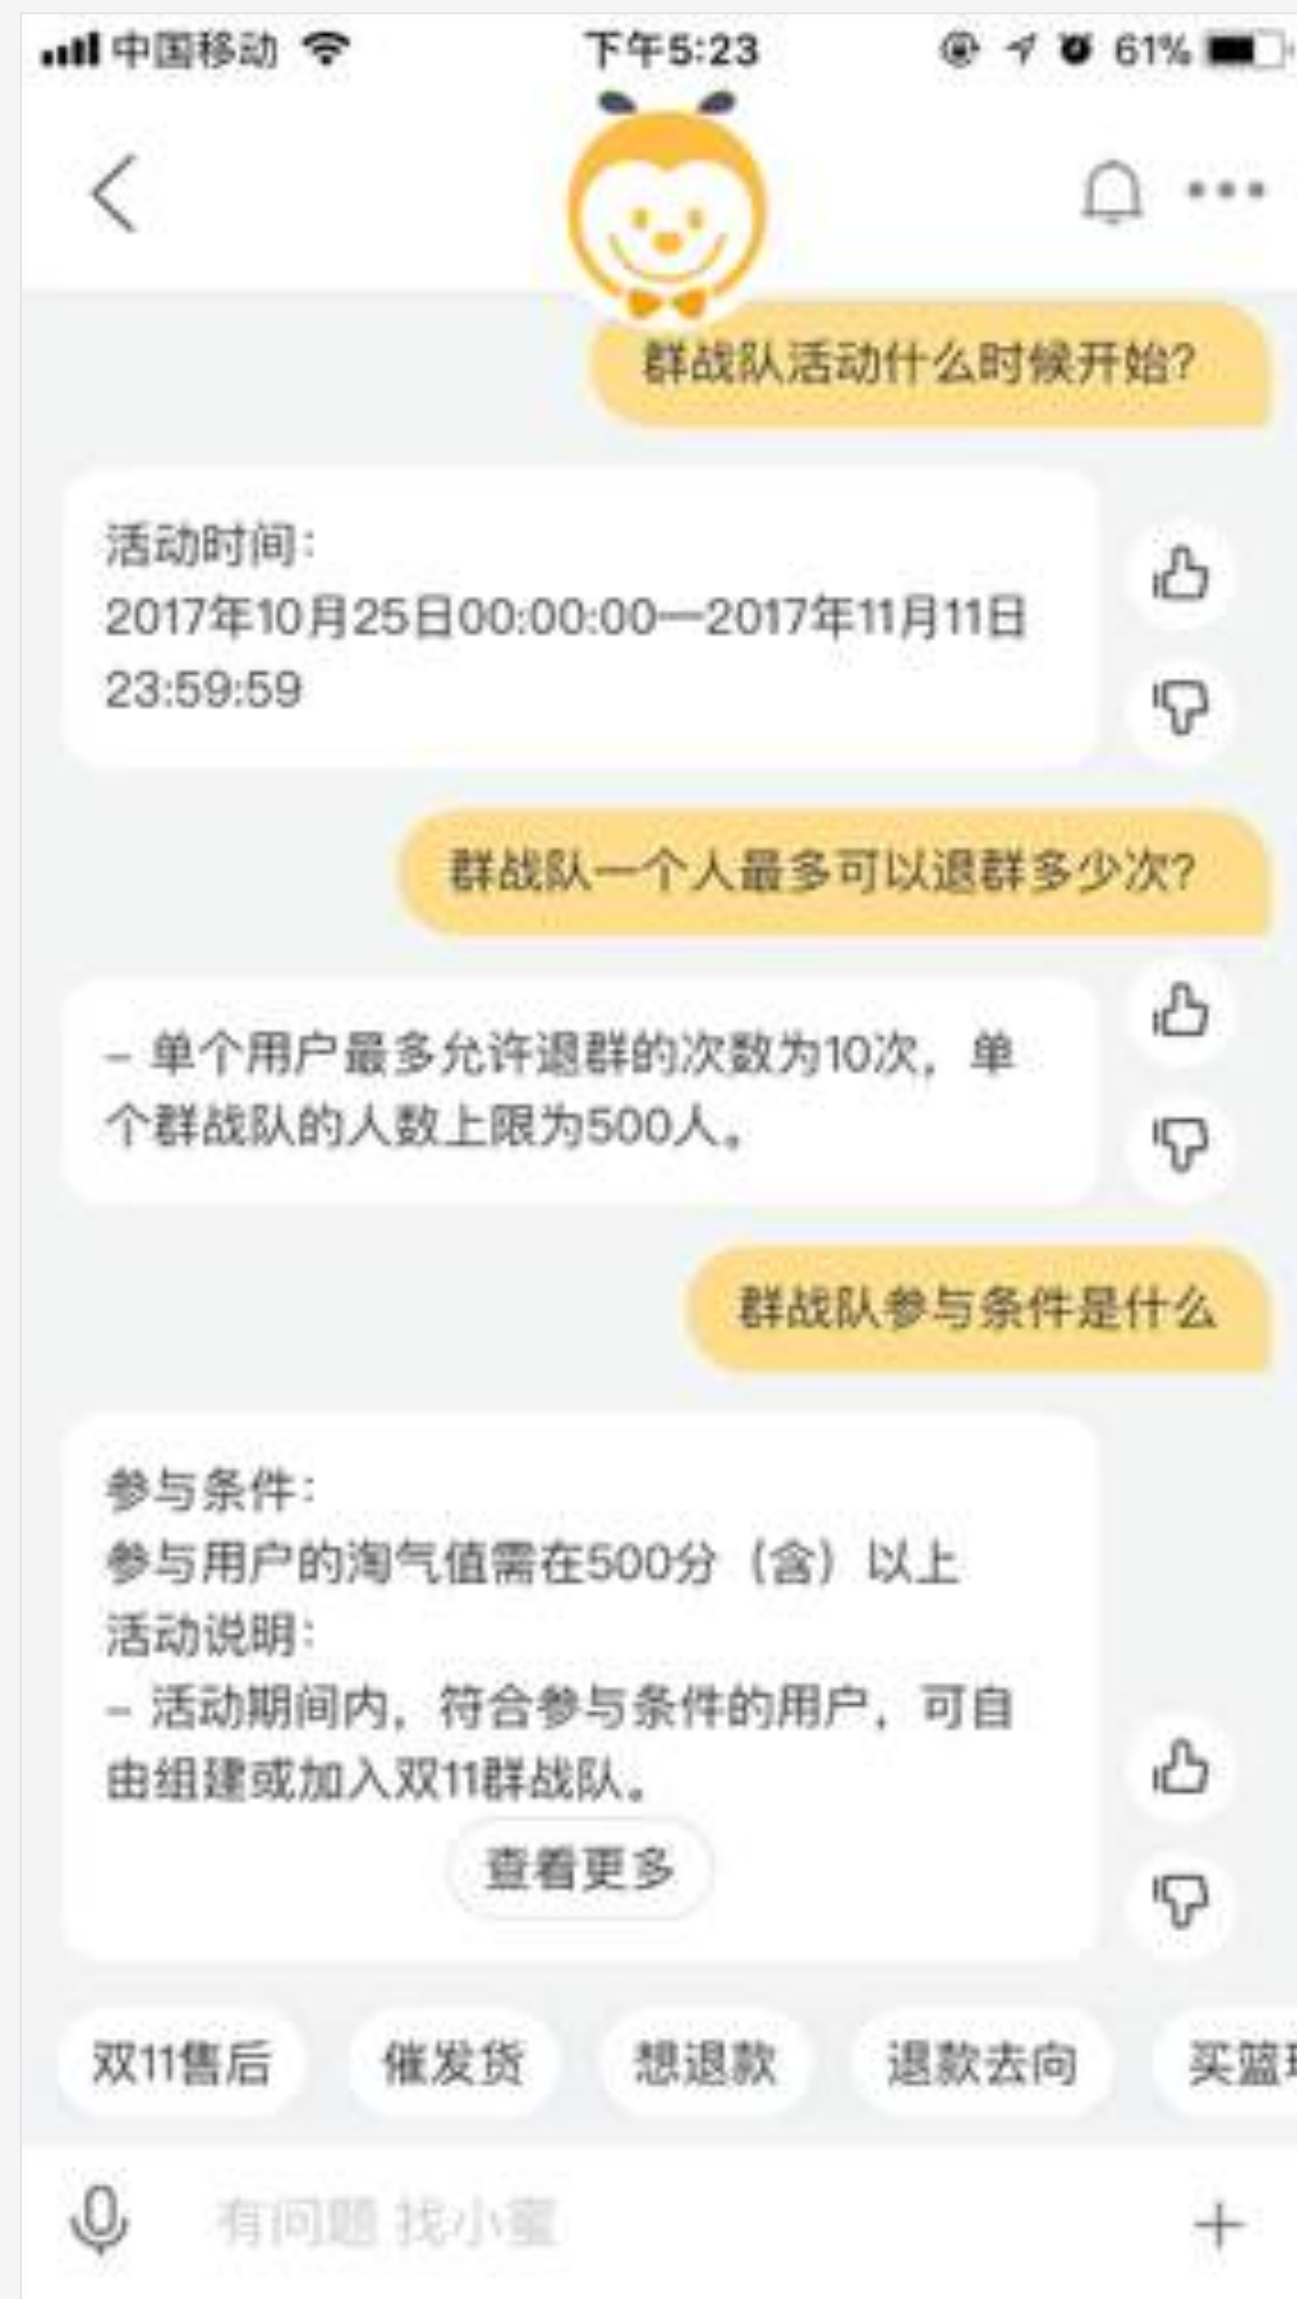 中国移动
下午5:23
61%
群战队活动什么时候开始?
活动时间:
2017年10月25日00:00:00—2017年11月11日
23:59:59
群战队一个人最多可以退群多少次?
- 单个用户最多允许退群的次数为10次，单
个群战队的人数上限为500人。
群战队参与条件是什么
参与条件:
参与用户的淘气值需在500分（含）以上
活动说明:
- 活动期间内，符合参与条件的用户，可自
由组建或加入双11群战队。
查看更多
双11售后
催发货
想退款
退款去向
买篮
有问题 找小蜜